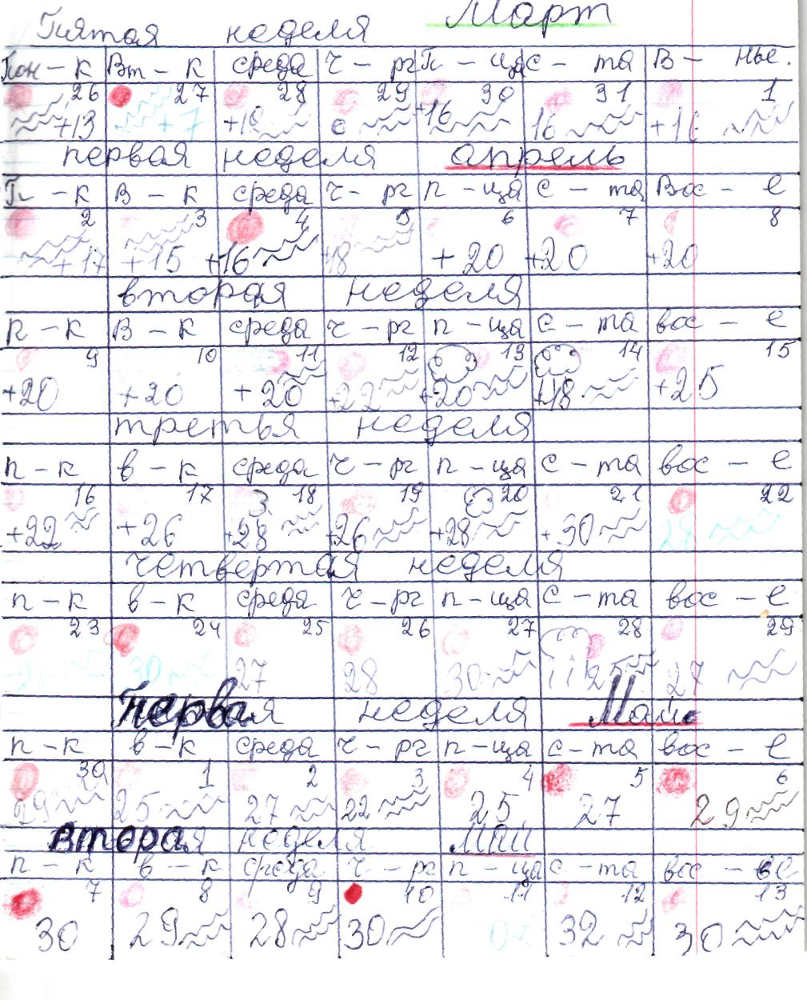 Пятая неделя Март
Пон - к Вт - к среда Ч - рг П - ца С - та В - нье.
26 27 28 29 30 31 1
+13 +7 0 +16 16
первая неделя апрель
П - к В - к среда Ч - рг п - ца С - та Вос - е
2 3 4 5 6 7 8
+17 +15 +16 +18 +20 +20 +20
вторая неделя
п - к В - к среда Ч - рг п - ца С - та вос - е
9 10 11 12 13 14 15
+20 +20 +20 +22 +20 +18 +25
третья неделя
п - к в - к среда Ч - рг п - ца С - та вос - е
16 17 18 19 20 21 22
+22 +26 +28 +26 +28 +30 28
четвертая неделя
п - к в - к среда Ч - рг п - ца С - та вос - е
23 24 25 26 27 28 29
30 27 28 30 25 27
Первая неделя Май
п - к в - к среда Ч - рг п - ца С - та вос - е
30 1 2 3 4 5 6
29 25 27 22 25 27 29
Вторая неделя Май
п - к в - к среда Ч - рг п - ца С - та вос - ве
7 8 9 10 11 12 13
30 29 28 30 32 30